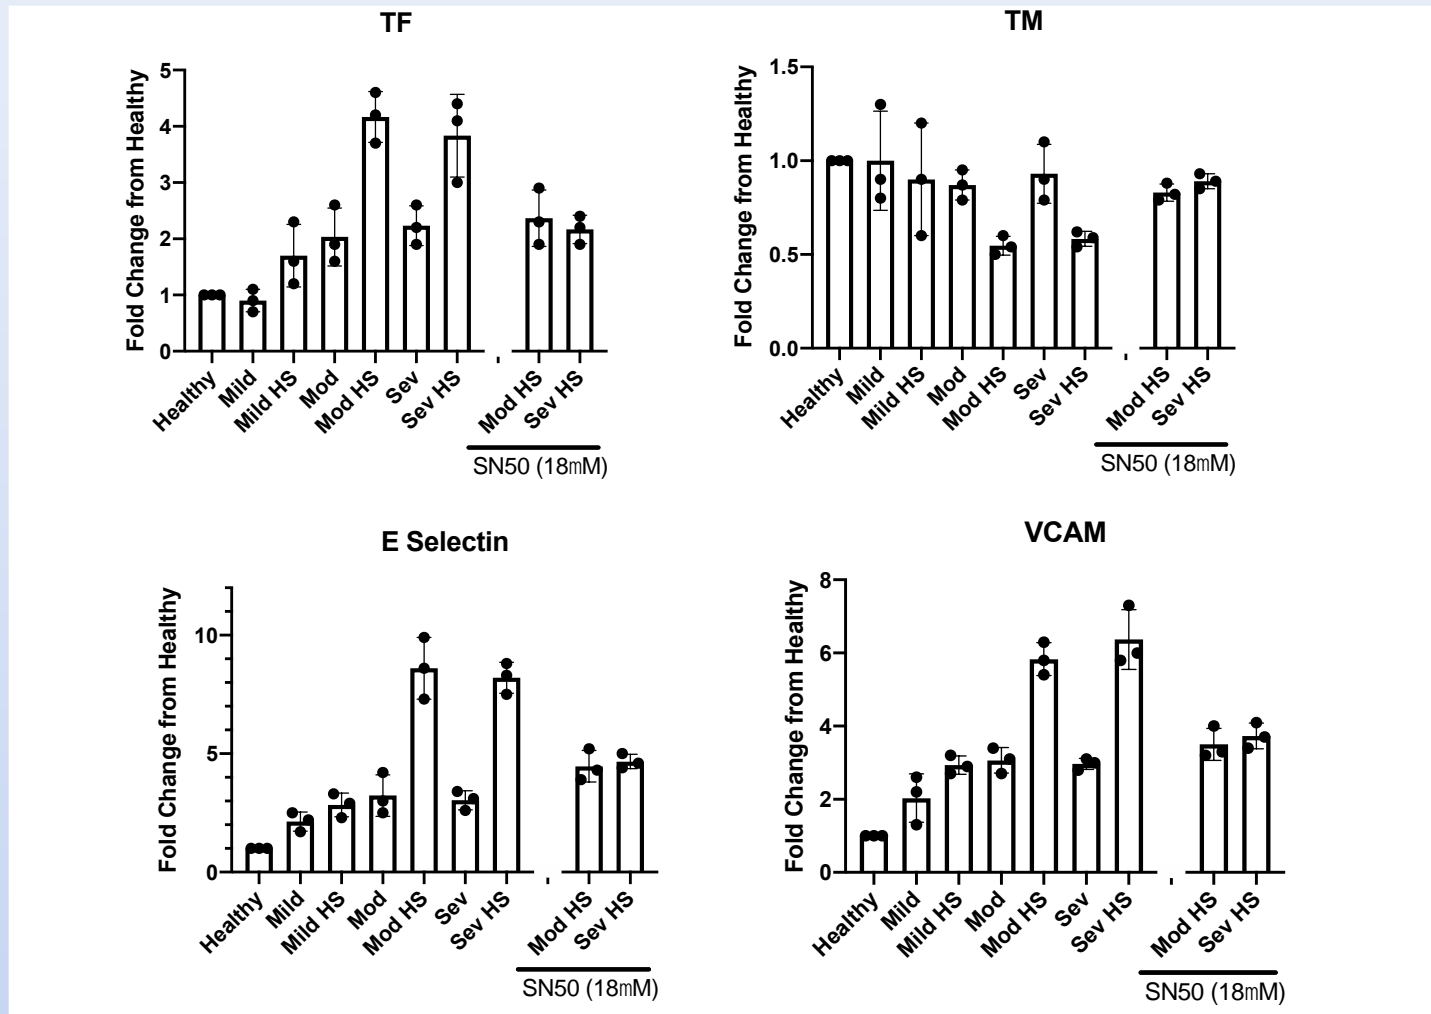 TF
Fold Change from Healthy
5
4
3
2
1
0
Healthy
Mild
Mild HS
Mod
Mod HS
Sev
Sev HS
Mod HS
Sev HS
SN50 (18mM)
TM
Fold Change from Healthy
1.5
1.0
0.5
0.0
Healthy
Mild
Mild HS
Mod
Mod HS
Sev
Sev HS
Mod HS
Sev HS
SN50 (18mM)
E Selectin
Fold Change from Healthy
10
5
0
Healthy
Mild
Mild HS
Mod
Mod HS
Sev
Sev HS
Mod HS
Sev HS
SN50 (18mM)
VCAM
Fold Change from Healthy
8
6
4
2
0
Healthy
Mild
Mild HS
Mod
Mod HS
Sev
Sev HS
Mod HS
Sev HS
SN50 (18mM)